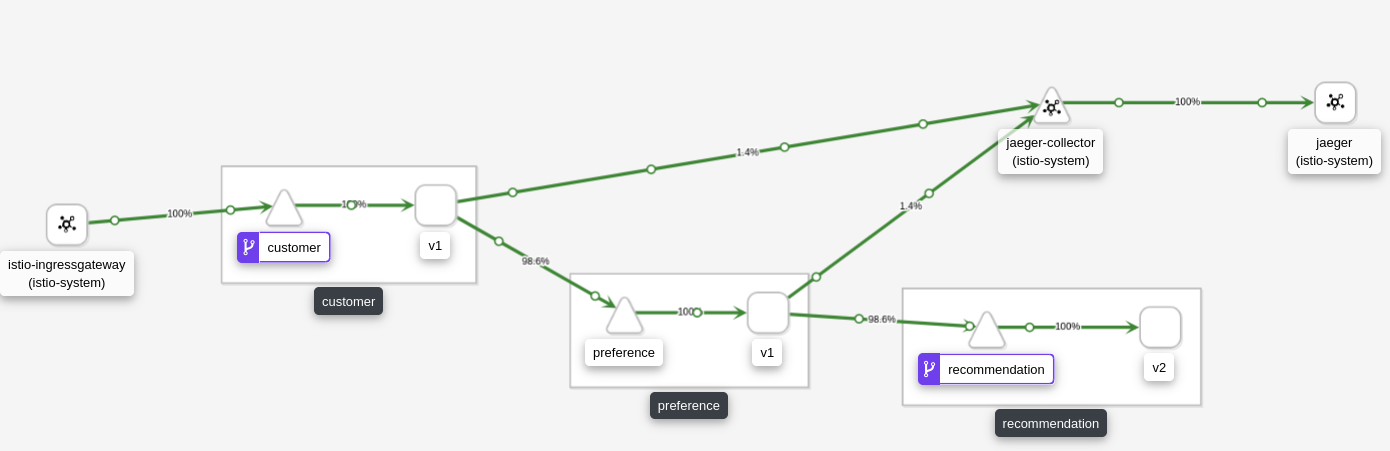 100%
jaeger-collector
(istio-system)
jaeger
(istio-system)
1.4%
100%
istio-ingressgateway
(istio-system)
100%
customer
v1
customer
98.6%
1.4%
100
preference
v1
preference
98.6%
recommendation
100%
v2
recommendation